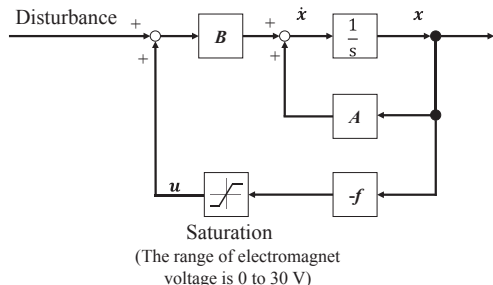 Disturbance
+
+
B
+
+
ẋ
1
s
x
A
u
-f
Saturation
(The range of electromagnet
voltage is 0 to 30 V)